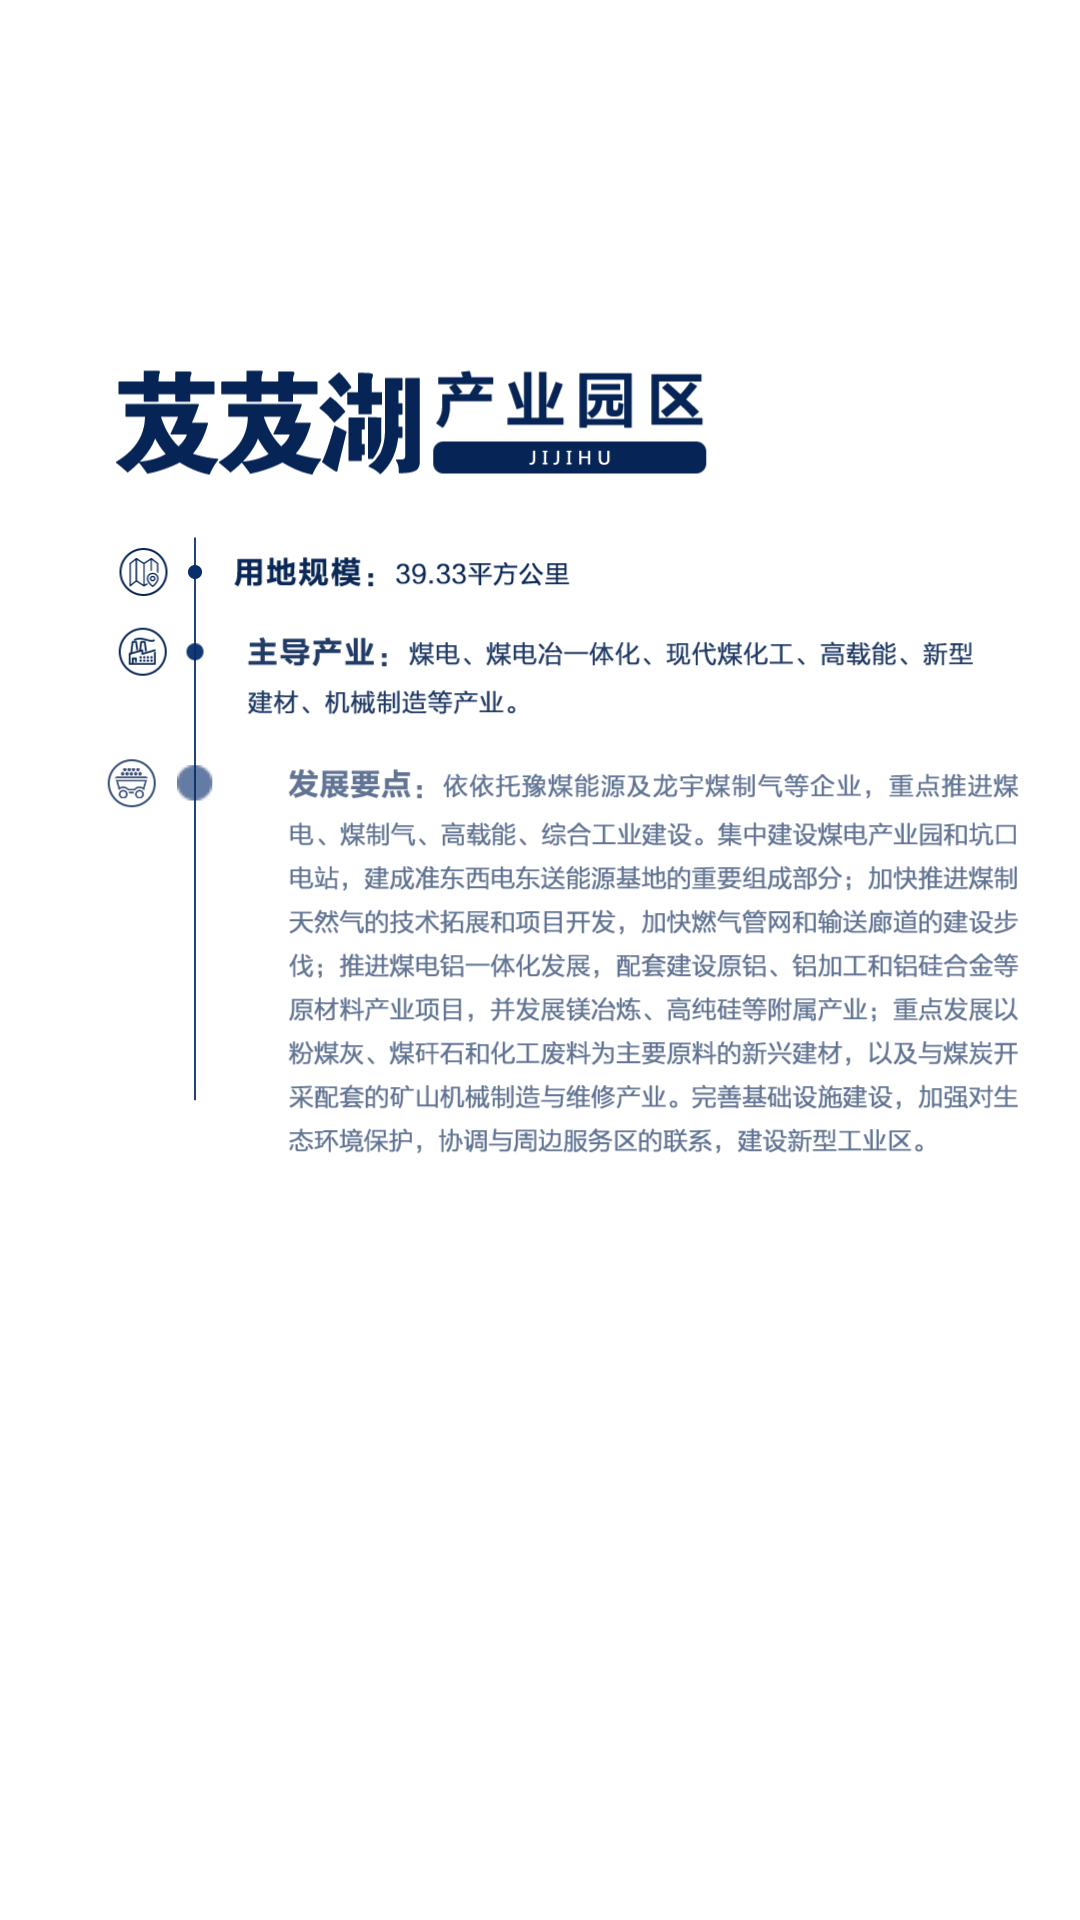 芨芨湖
产业园区
JIJIHU
用地规模：39.33平方公里
主导产业：煤电、煤电冶一体化、现代煤化工、高载能、新型
建材、机械制造等产业。
发展要点：依依托豫煤能源及龙宇煤制气等企业，重点推进煤
电、煤制气、高载能、综合工业建设。集中建设煤电产业园和坑口
电站，建成准东西电东送能源基地的重要组成部分；加快推进煤制
天然气的技术拓展和项目开发，加快燃气管网和输送廊道的建设步
伐；推进煤电铝一体化发展，配套建设原铝、铝加工和铝硅合金等
原材料产业项目，并发展镁冶炼、高纯硅等附属产业；重点发展以
粉煤灰、煤矸石和化工废料为主要原料的新兴建材，以及与煤炭开
采配套的矿山机械制造与维修产业。完善基础设施建设，加强对生
态环境保护，协调与周边服务区的联系，建设新型工业区。